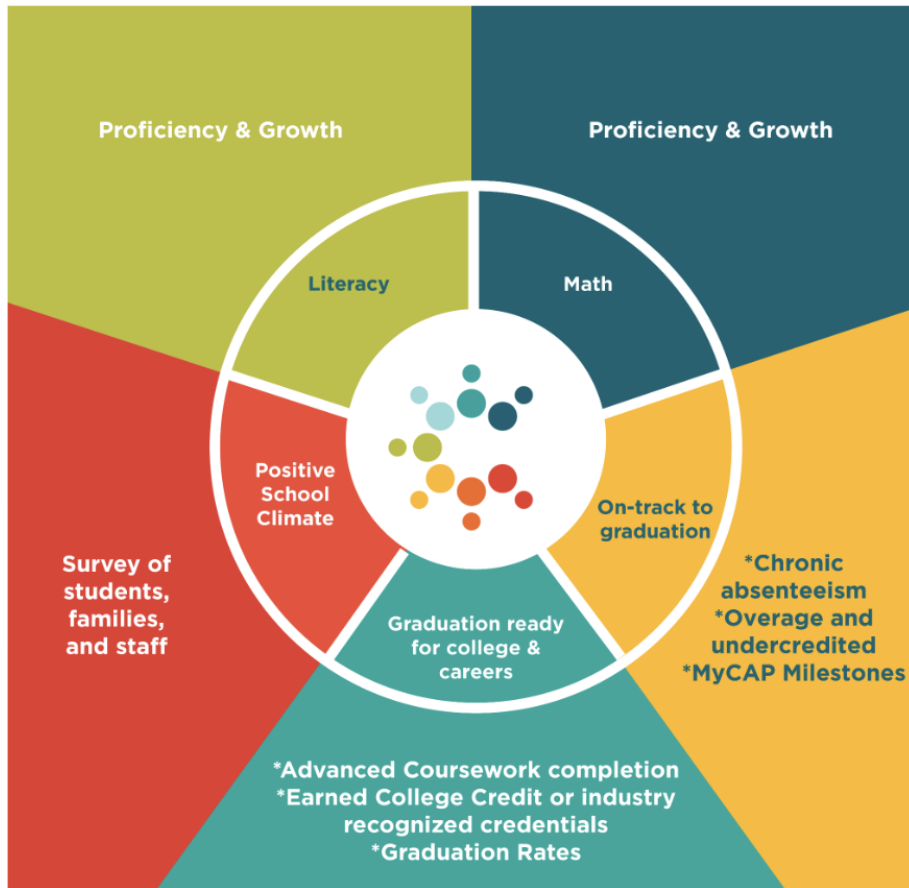 Proficiency & Growth
Proficiency & Growth
Literacy
Math
Positive
School
Climate
On-track to
graduation
Survey of
students,
families,
and staff
*Chronic
absenteeism
*Overage and
undercredited
*MyCAP Milestones
Graduation ready
for college &
careers
*Advanced Coursework completion
*Earned College Credit or industry
recognized credentials
*Graduation Rates